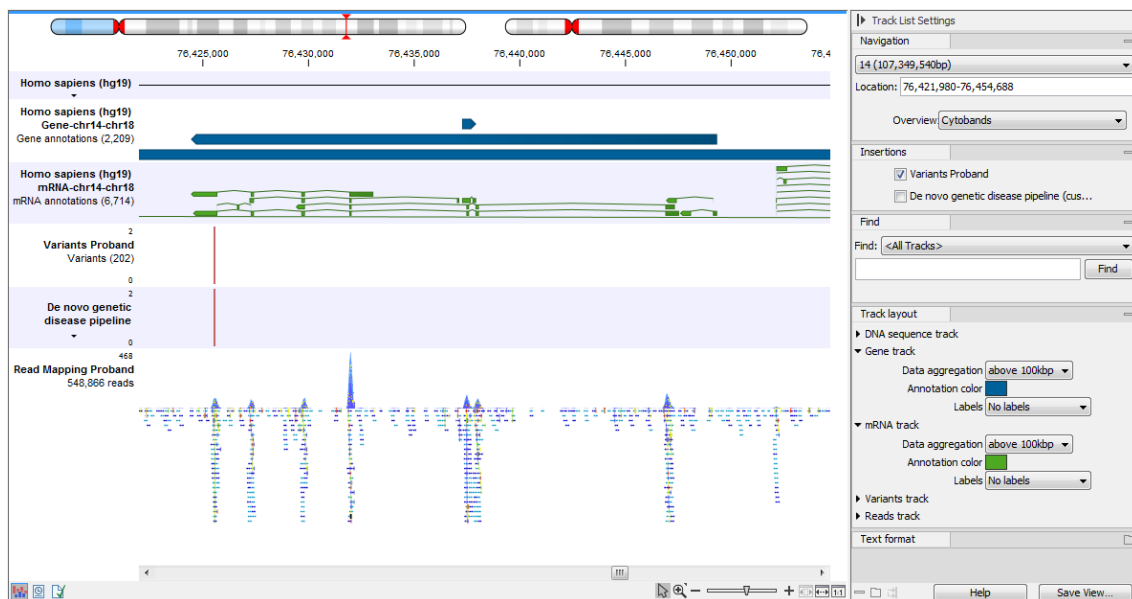 76,425,000 76,430,000 76,435,000 76,440,000 76,445,000 76,450,000 76,4
Homo sapiens (hg19)
Homo sapiens (hg19)
Gene-chr14-chr18
Gene annotations (2,209)
Homo sapiens (hg19)
mRNA-chr14-chr18
mRNA annotations (6,714)
2
Variants Proband
Variants (202)
0
2
De novo genetic
disease pipeline
0
468
Read Mapping Proband
548,866 reads
Track List Settings
Navigation
14 (107,349,540bp)
Location: 76,421,980-76,454,688
Overview: Cytobands
Insertions
Variants Proband
De novo genetic disease pipeline (cus...
Find
Find: <All Tracks>
Find
Track layout
DNA sequence track
Gene track
Data aggregation above 100kbp
Annotation color
Labels No labels
mRNA track
Data aggregation above 100kbp
Annotation color
Labels No labels
Variants track
Reads track
Text format
1:1
Help Save View...